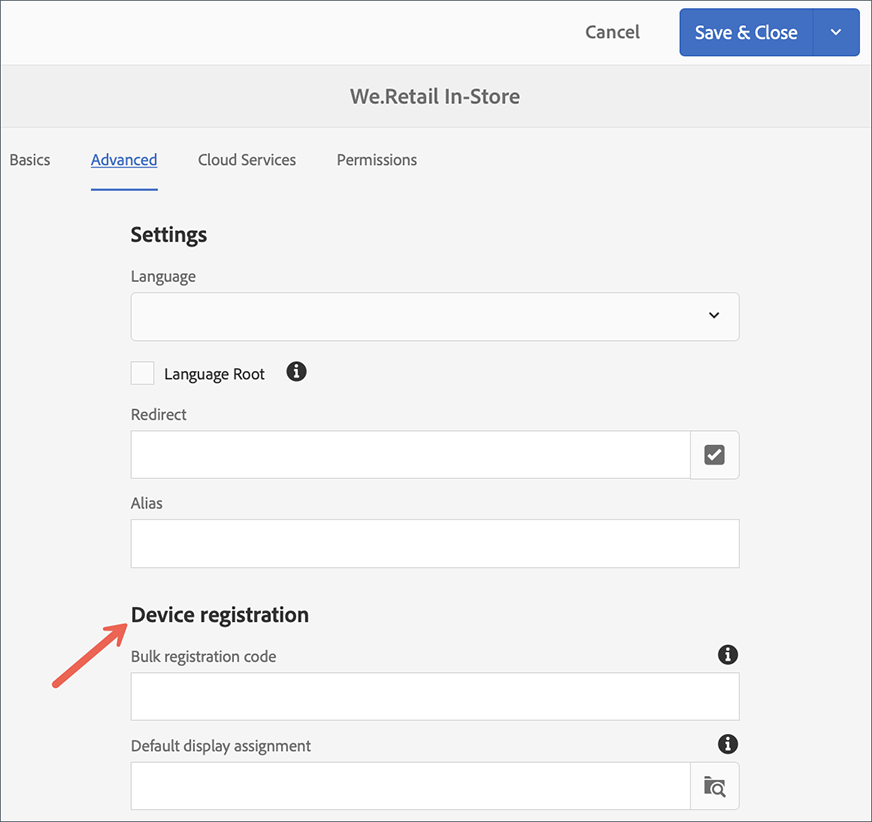 Cancel
Save & Close
We.Retail In-Store
Basics
Advanced
Cloud Services
Permissions
Settings
Language
Language Root
Redirect
Alias
Device registration
Bulk registration code
Default display assignment